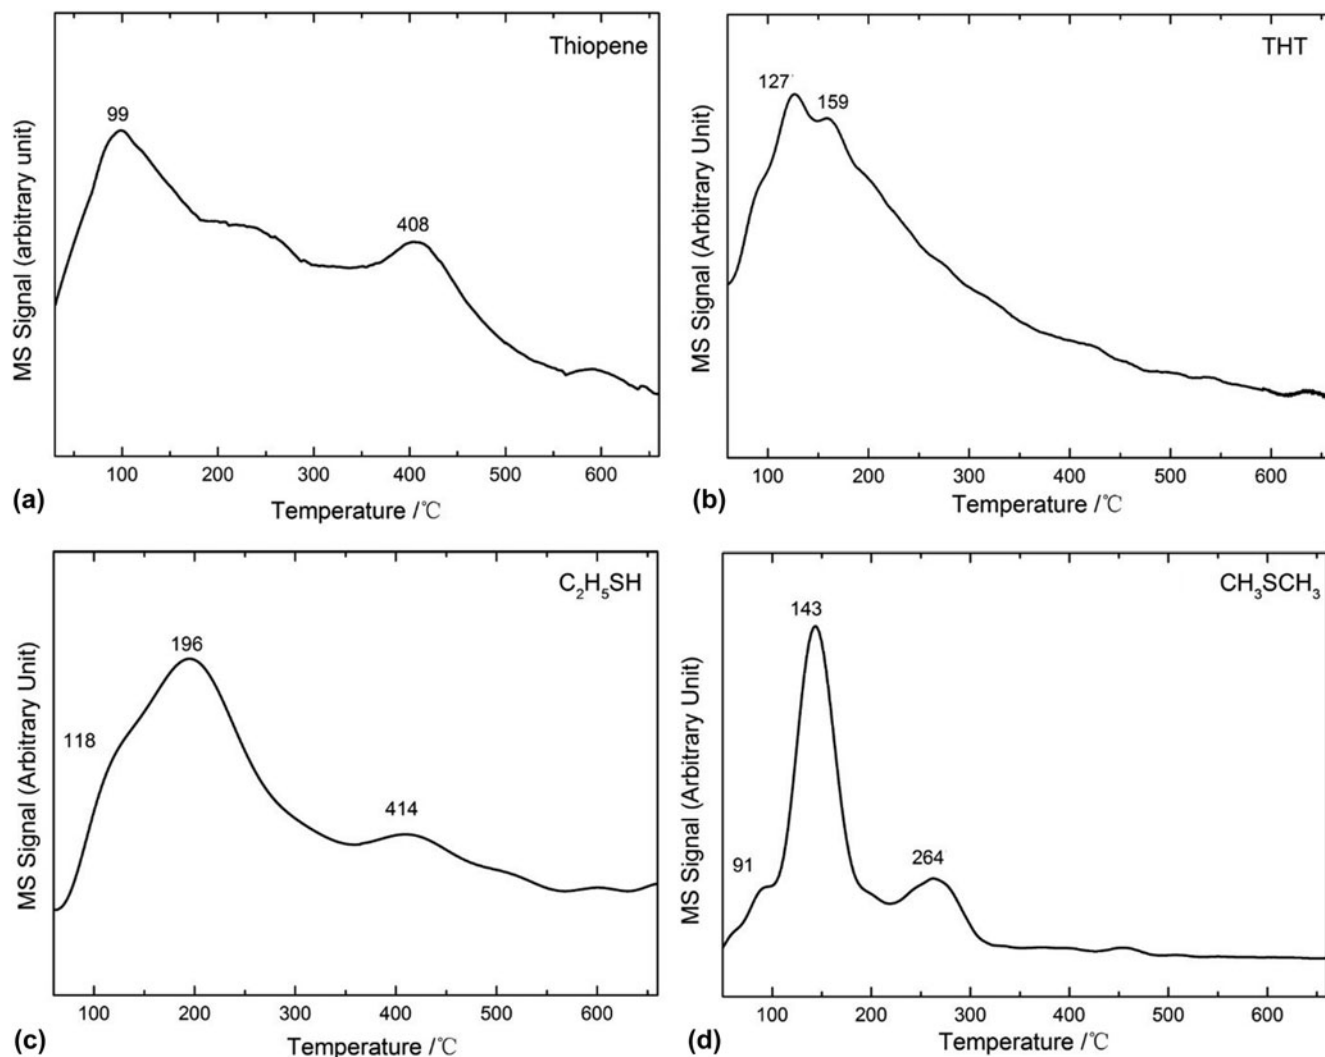 Thiopene
99
408
MS Signal (arbitrary unit)
100 200 300 400 500 600
(a)
Temperature /℃
THT
127
159
MS Signal (Arbitrary Unit)
100 200 300 400 500 600
(b)
Temperature /℃
C₂H₅SH
196
118
414
MS Signal (Arbitrary Unit)
100 200 300 400 500 600
(c)
Temperature /℃
CH₃SCH₃
143
91
264
MS Signal (Arbitrary Unit)
100 200 300 400 500 600
(d)
Temperature /℃